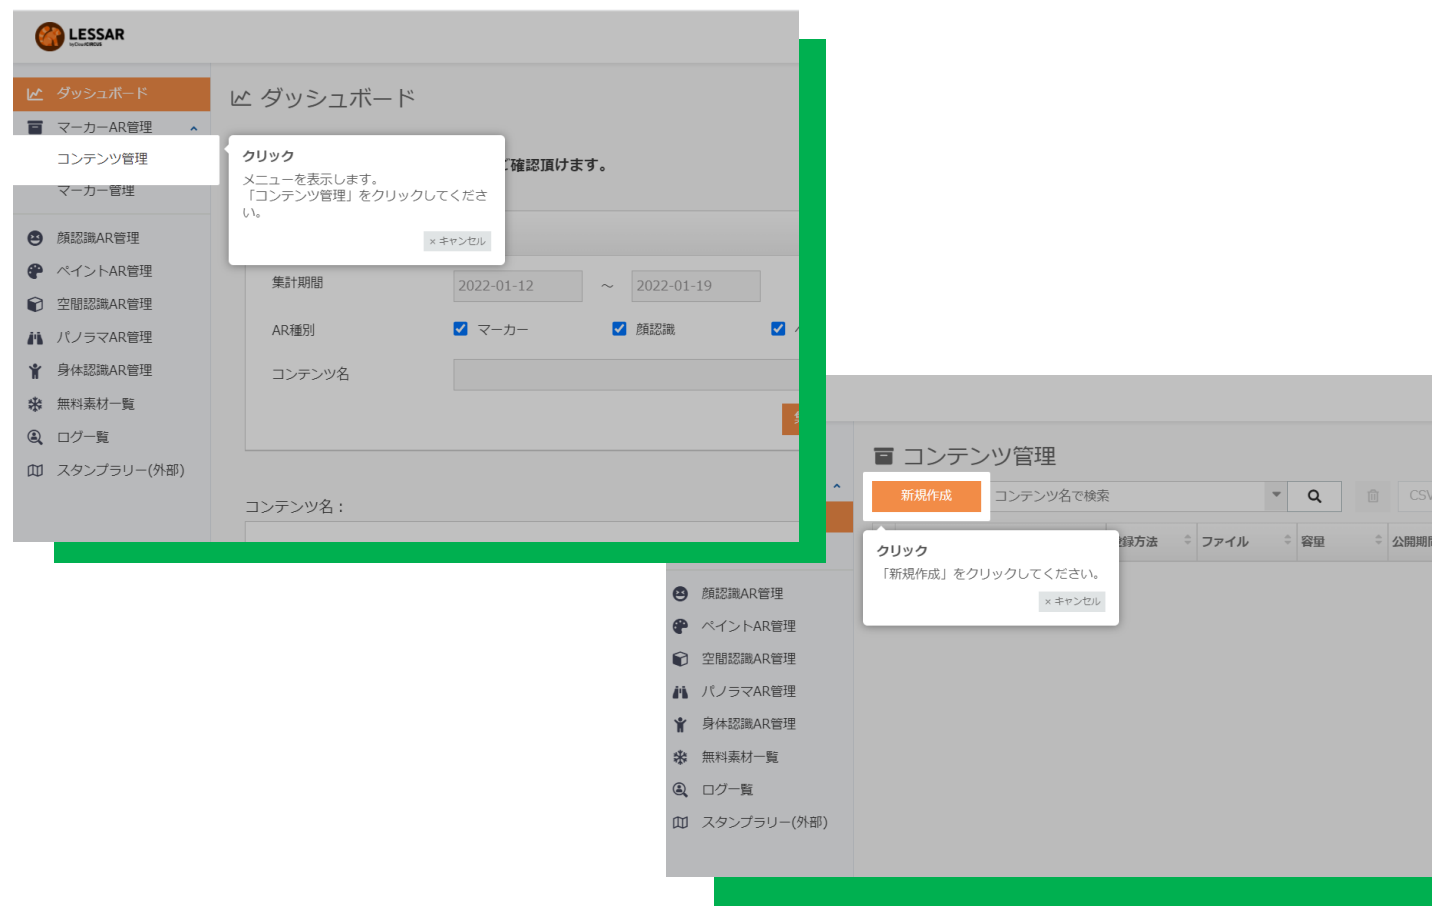 LESSAR
by CloudCIRCUS
ダッシュボード
マーカーAR管理
コンテンツ管理
マーカー管理
顔認識AR管理
ペイントAR管理
空間認識AR管理
パノラマAR管理
身体認識AR管理
無料素材一覧
ログ一覧
スタンプラリー(外部)
ダッシュボード
ご確認頂けます。
クリック
メニューを表示します。
「コンテンツ管理」をクリックしてくださ
い。
×キャンセル
集計期間
2022-01-12 ～ 2022-01-19
AR種別
マーカー 顔認識
コンテンツ名
コンテンツ名：
コンテンツ管理
新規作成 コンテンツ名で検索 CSV
登録方法 ファイル 容量 公開期間
クリック
「新規作成」をクリックしてください。
×キャンセル
顔認識AR管理
ペイントAR管理
空間認識AR管理
パノラマAR管理
身体認識AR管理
無料素材一覧
ログ一覧
スタンプラリー(外部)